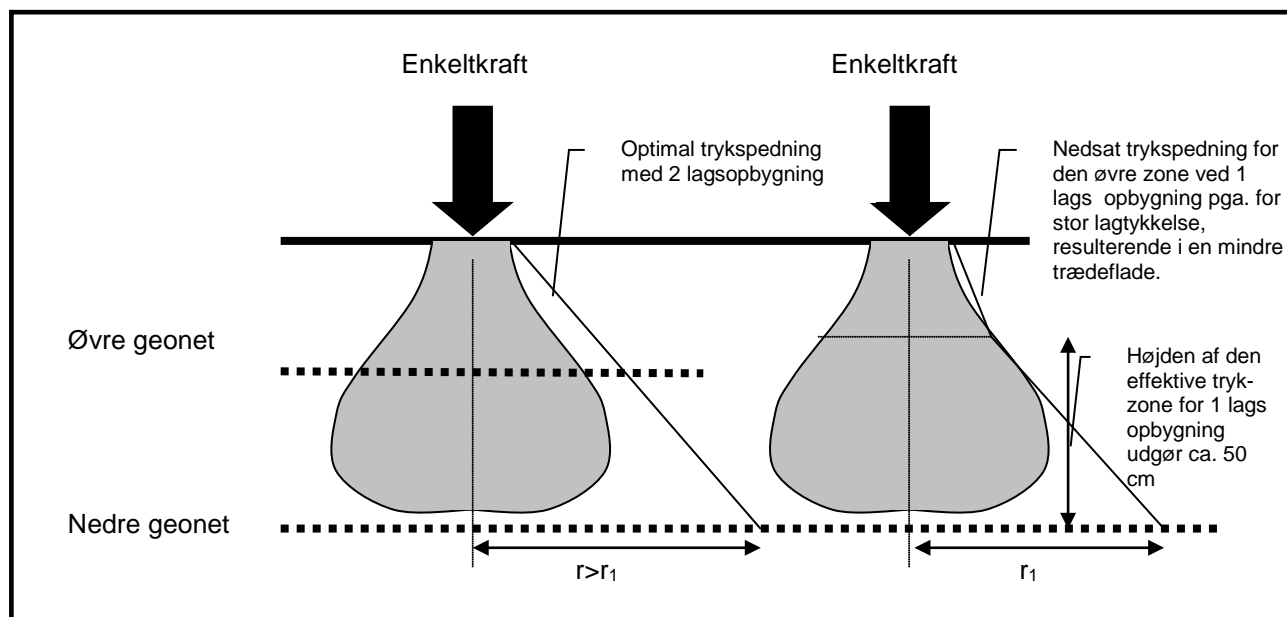 Enkeltkraft
Enkeltkraft
Optimal trykspedning
med 2 lagsopbygning
Nedsat trykspedning for
den øvre zone ved 1
lags opbygning pga. for
stor lagtykkelse,
resulterende i en mindre
trædeflade.
Øvre geonet
Højden af den
effektive tryk-
zone for 1 lags
opbygning
udgør ca. 50
cm
Nedre geonet
r>r₁
r₁